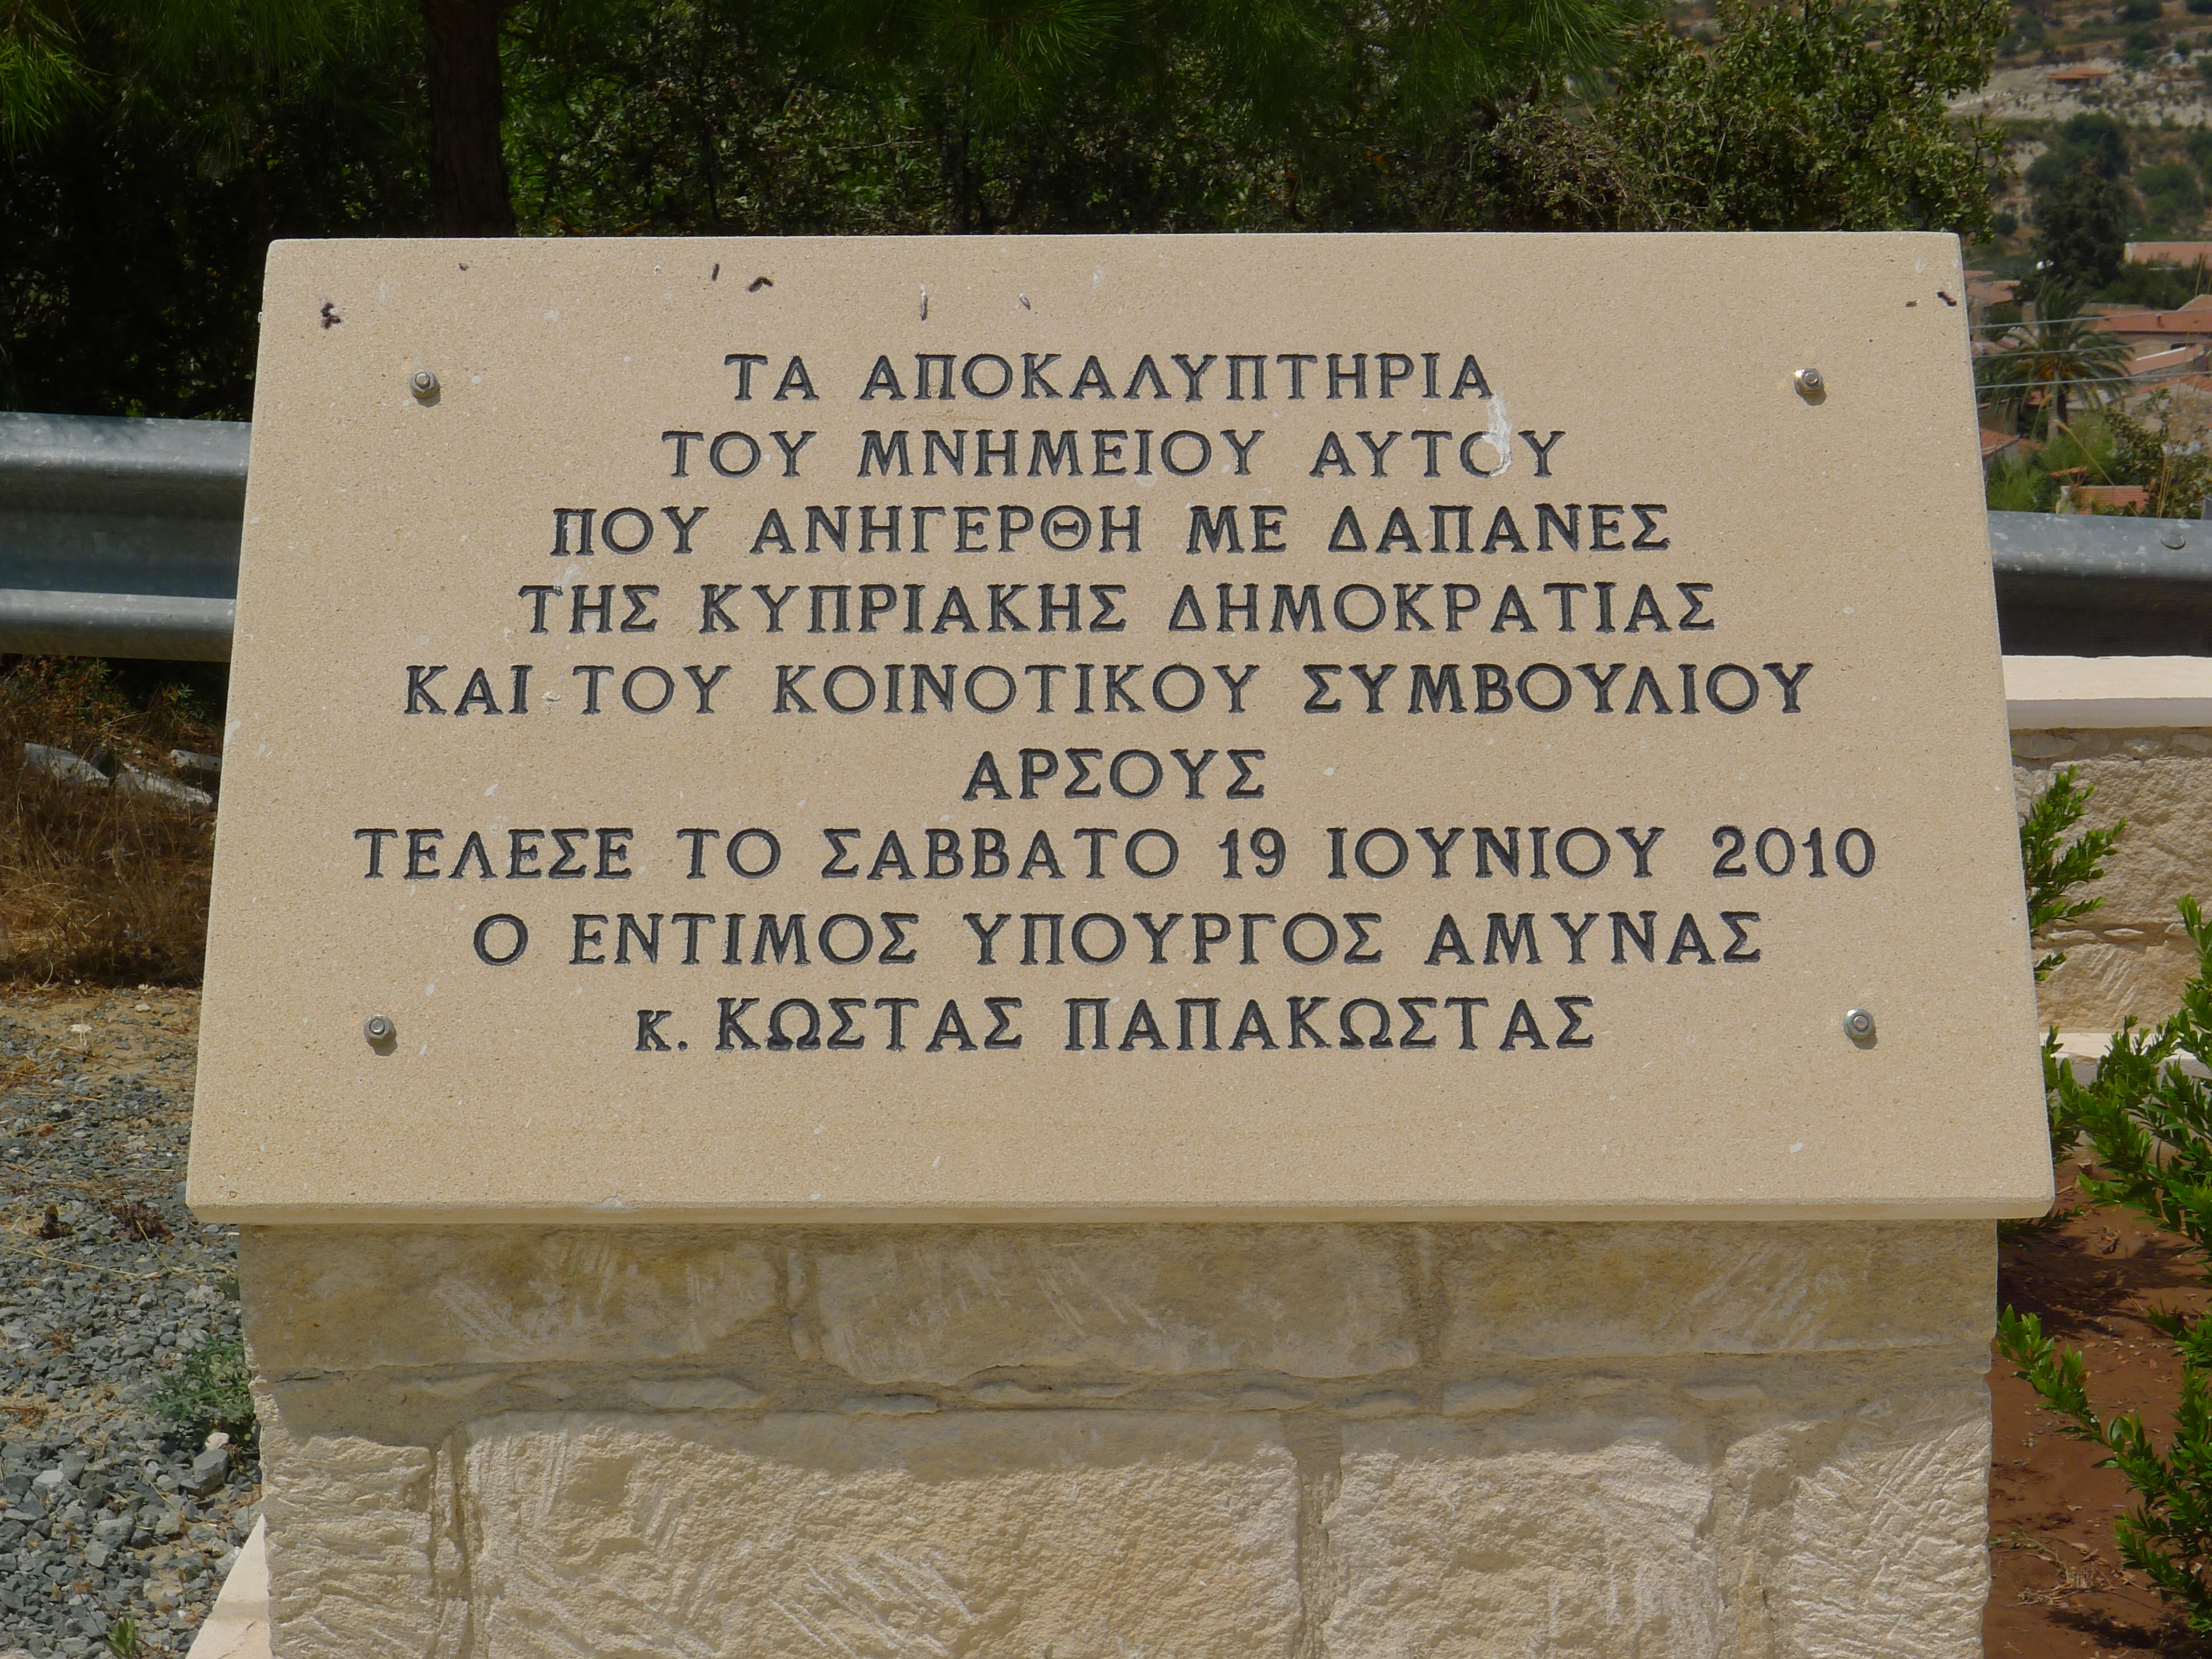 ΤΑ ΑΠΟΚΑΛΥΠΤΗΡΙΑ
ΤΟΥ ΜΝΗΜΕΙΟΥ ΑΥΤΟΥ
ΠΟΥ ΑΝΗΓΕΡΘΗ ΜΕ ΔΑΠΑΝΕΣ
ΤΗΣ ΚΥΠΡΙΑΚΗΣ ΔΗΜΟΚΡΑΤΙΑΣ
ΚΑΙ ΤΟΥ ΚΟΙΝΟΤΙΚΟΥ ΣΥΜΒΟΥΛΙΟΥ
ΑΡΣΟΥΣ
ΤΕΛΕΣΕ ΤΟ ΣΑΒΒΑΤΟ 19 ΙΟΥΝΙΟΥ 2010
Ο ΕΝΤΙΜΟΣ ΥΠΟΥΡΓΟΣ ΑΜΥΝΑΣ
κ. ΚΩΣΤΑΣ ΠΑΠΑΚΩΣΤΑΣ